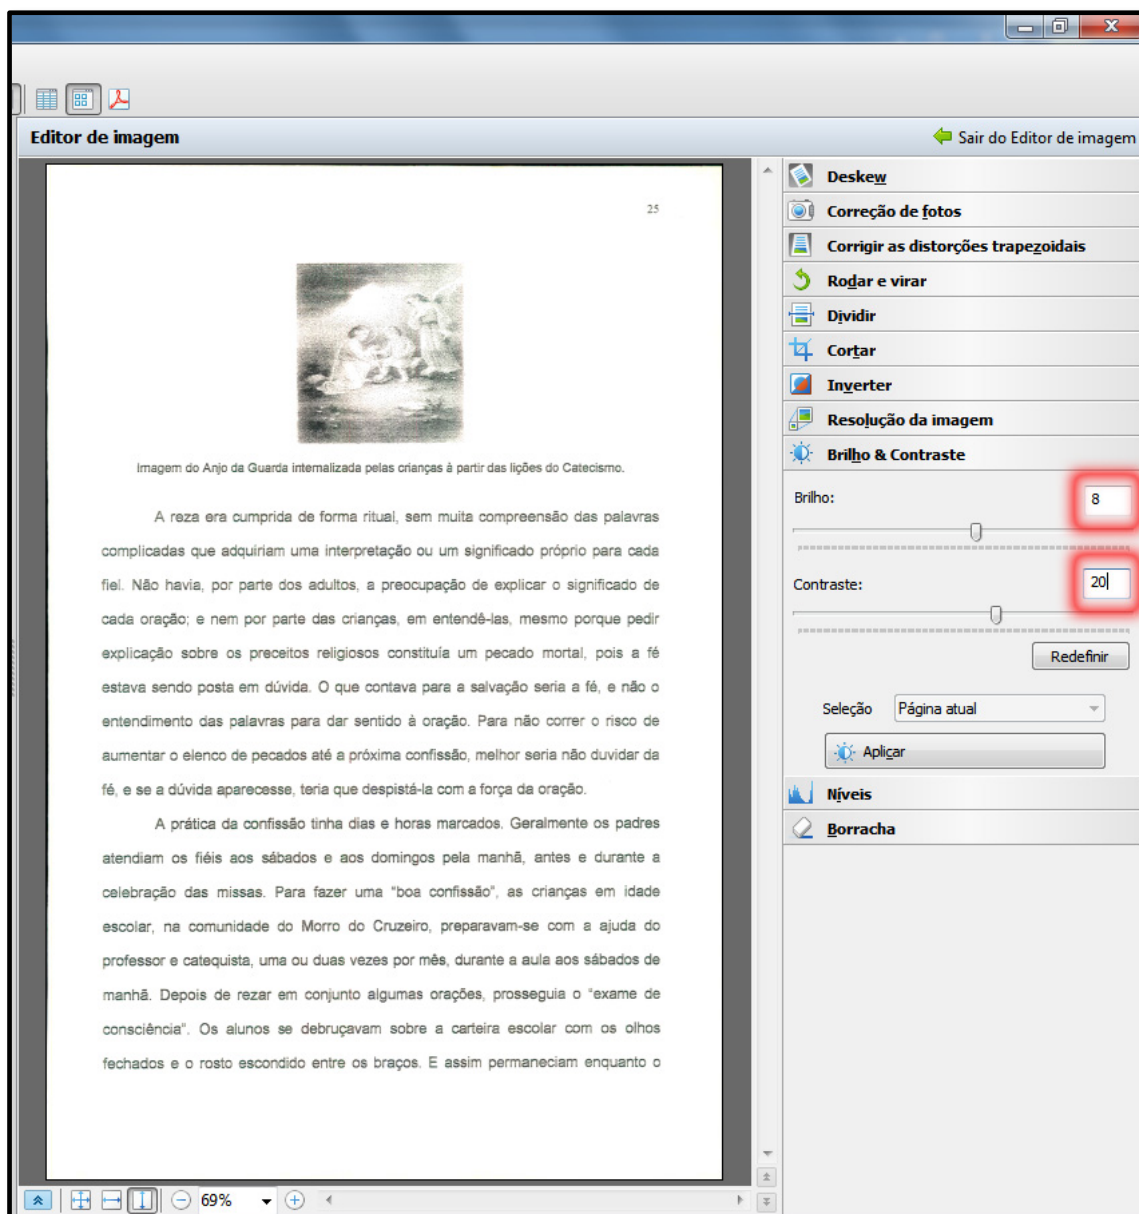 Editor de imagem
Sair do Editor de imagem
25
Imagem do Anjo da Guarda internalizada pelas crianças à partir das lições do Catecismo.
A reza era cumprida de forma ritual, sem muita compreensão das palavras
complicadas que adquiriam uma interpretação ou um significado próprio para cada
fiel. Não havia, por parte dos adultos, a preocupação de explicar o significado de
cada oração; e nem por parte das crianças, em entendê-las, mesmo porque pedir
explicação sobre os preceitos religiosos constituía um pecado mortal, pois a fé
estava sendo posta em dúvida. O que contava para a salvação seria a fé, e não o
entendimento das palavras para dar sentido à oração. Para não correr o risco de
aumentar o elenco de pecados até a próxima confissão, melhor seria não duvidar da
fé, e se a dúvida aparecesse, teria que despistá-la com a força da oração.
A prática da confissão tinha dias e horas marcados. Geralmente os padres
atendiam os fiéis aos sábados e aos domingos pela manhã, antes e durante a
celebração das missas. Para fazer uma "boa confissão", as crianças em idade
escolar, na comunidade do Morro do Cruzeiro, preparavam-se com a ajuda do
professor e catequista, uma ou duas vezes por mês, durante a aula aos sábados de
manhã. Depois de rezar em conjunto algumas orações, prosseguia o "exame de
consciência". Os alunos se debruçavam sobre a carteira escolar com os olhos
fechados e o rosto escondido entre os braços. E assim permaneciam enquanto o
Deskew
Correção de fotos
Corrigir as distorções trapezoidais
Rodar e virar
Dividir
Cortar
Inverter
Resolução da imagem
Brilho & Contraste
Brilho: 8
Contraste: 20
Redefinir
Seleção Página atual
Aplicar
Níveis
Borracha
69%